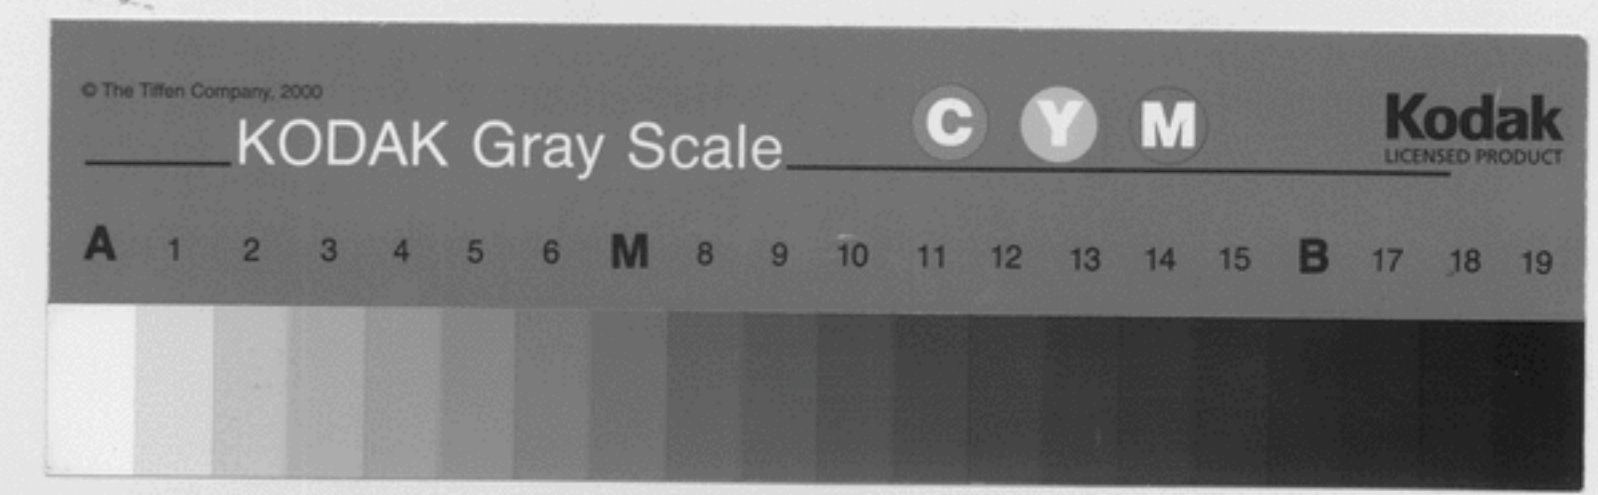 © The Tiffen Company, 2000
KODAK Gray Scale
C Y M
Kodak
LICENSED PRODUCT
A 1 2 3 4 5 6 M 8 9 10 11 12 13 14 15 B 17 18 19